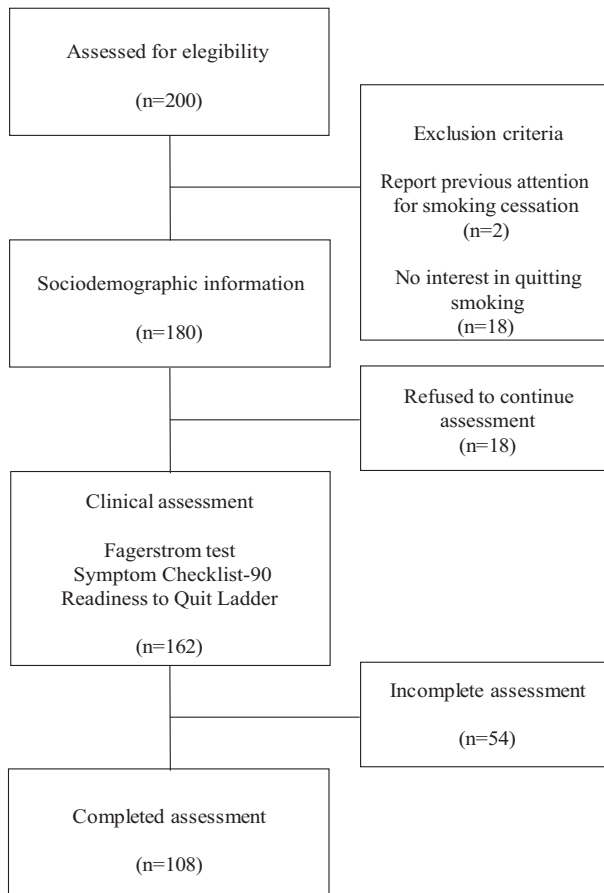 Assessed for elegibility
(n=200)
Exclusion criteria
Report previous attention
for smoking cessation
(n=2)
No interest in quitting
smoking
(n=18)
Sociodemographic information
(n=180)
Refused to continue
assessment
(n=18)
Clinical assessment
Fagerstrom test
Symptom Checklist-90
Readiness to Quit Ladder
(n=162)
Incomplete assessment
(n=54)
Completed assessment
(n=108)